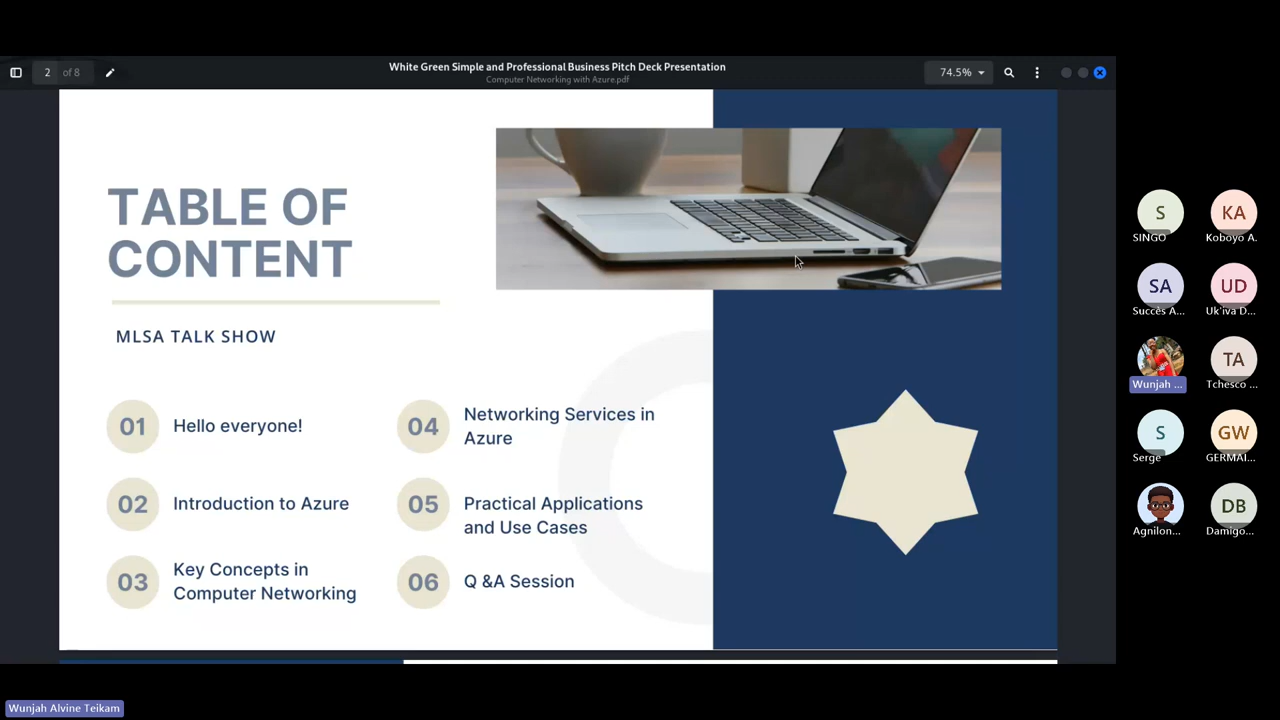 2 of 8
White Green Simple and Professional Business Pitch Deck Presentation
Computer Networking with Azure.pdf
74.5%
TABLE OF
CONTENT
MLSA TALK SHOW
01 Hello everyone!
02 Introduction to Azure
03 Key Concepts in
Computer Networking
04 Networking Services in
Azure
05 Practical Applications
and Use Cases
06 Q &A Session
S KA
SINGO Koboyo A.
SA UD
Succès A... Uk'iva D...
TA
Wunjah ... Tchesco ...
S GW
Serge GERMAI...
DB
Agnilon... Damigo...
Wunjah Alvine Teikam